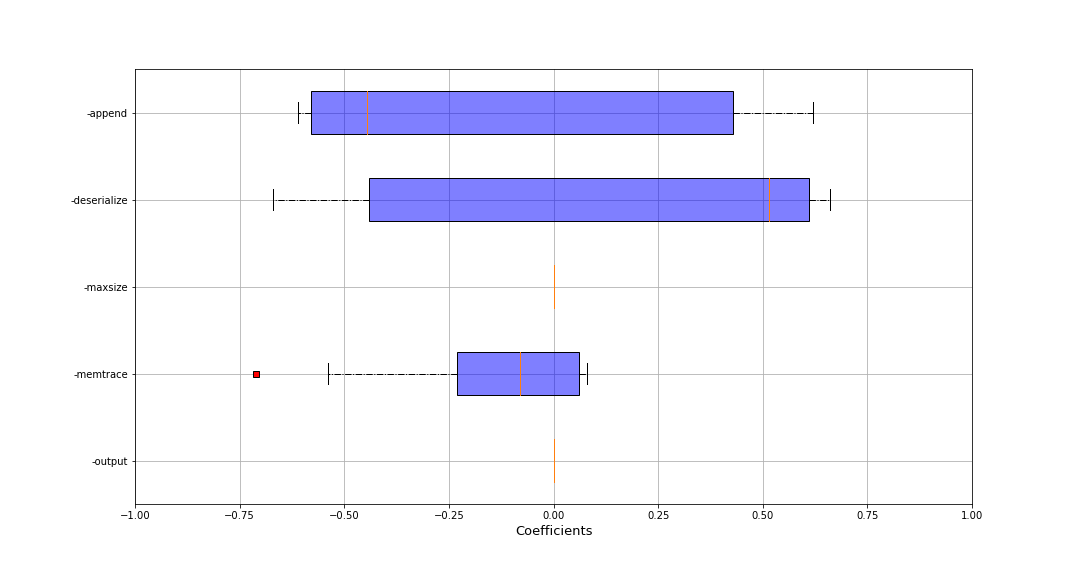 -append
-deserialize
-maxsize
-memtrace
-output
−1.00 −0.75 −0.50 −0.25 0.00 0.25 0.50 0.75 1.00
Coefficients